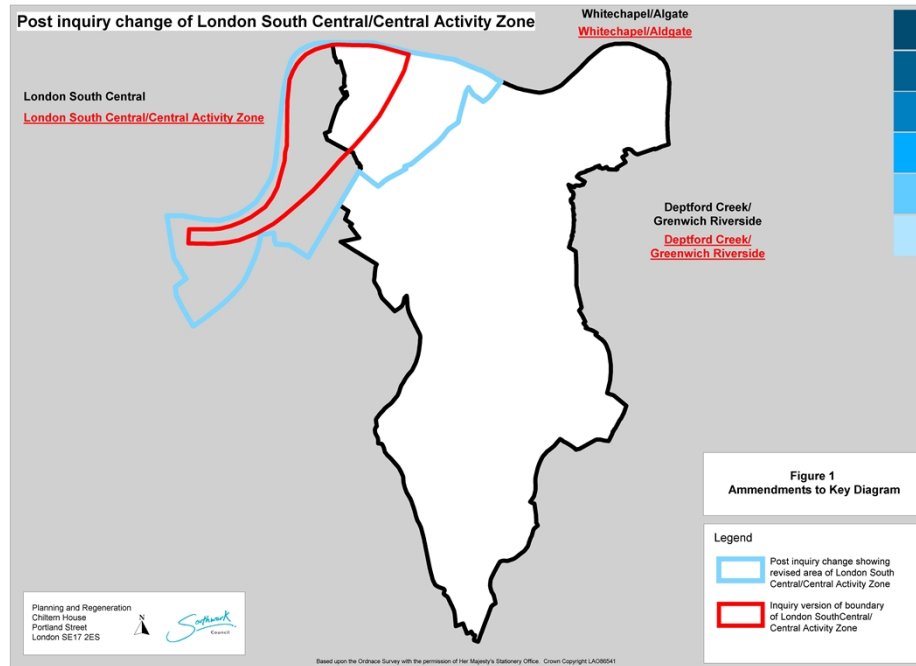 Post inquiry change of London South Central/Central Activity Zone
Whitechapel/Algate
Whitechapel/Aldgate
London South Central
London South Central/Central Activity Zone
Deptford Creek/
Grenwich Riverside
Deptford Creek/
Greenwich Riverside
Figure 1
Ammendments to Key Diagram
Legend
Post inquiry change showing
revised area of London South
Central/Central Activity Zone
Inquiry version of boundary
of London SouthCentral/
Central Activity Zone
Planning and Regeneration
Chiltern House
Portland Street
London SE17 2ES
N
Southwark
Council
Based upon the Ordnace Survey with the permission of Her Majesty's Stationery Office. Crown Copyright LAO86541